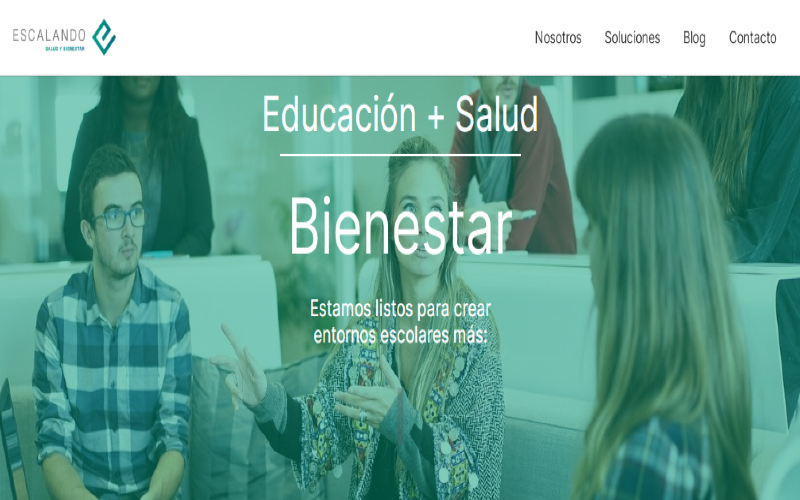 ESCALANDO
SALUD Y BIENESTAR
Nosotros
Soluciones
Blog
Contacto
Educación + Salud
Bienestar
Estamos listos para crear
entornos escolares más: